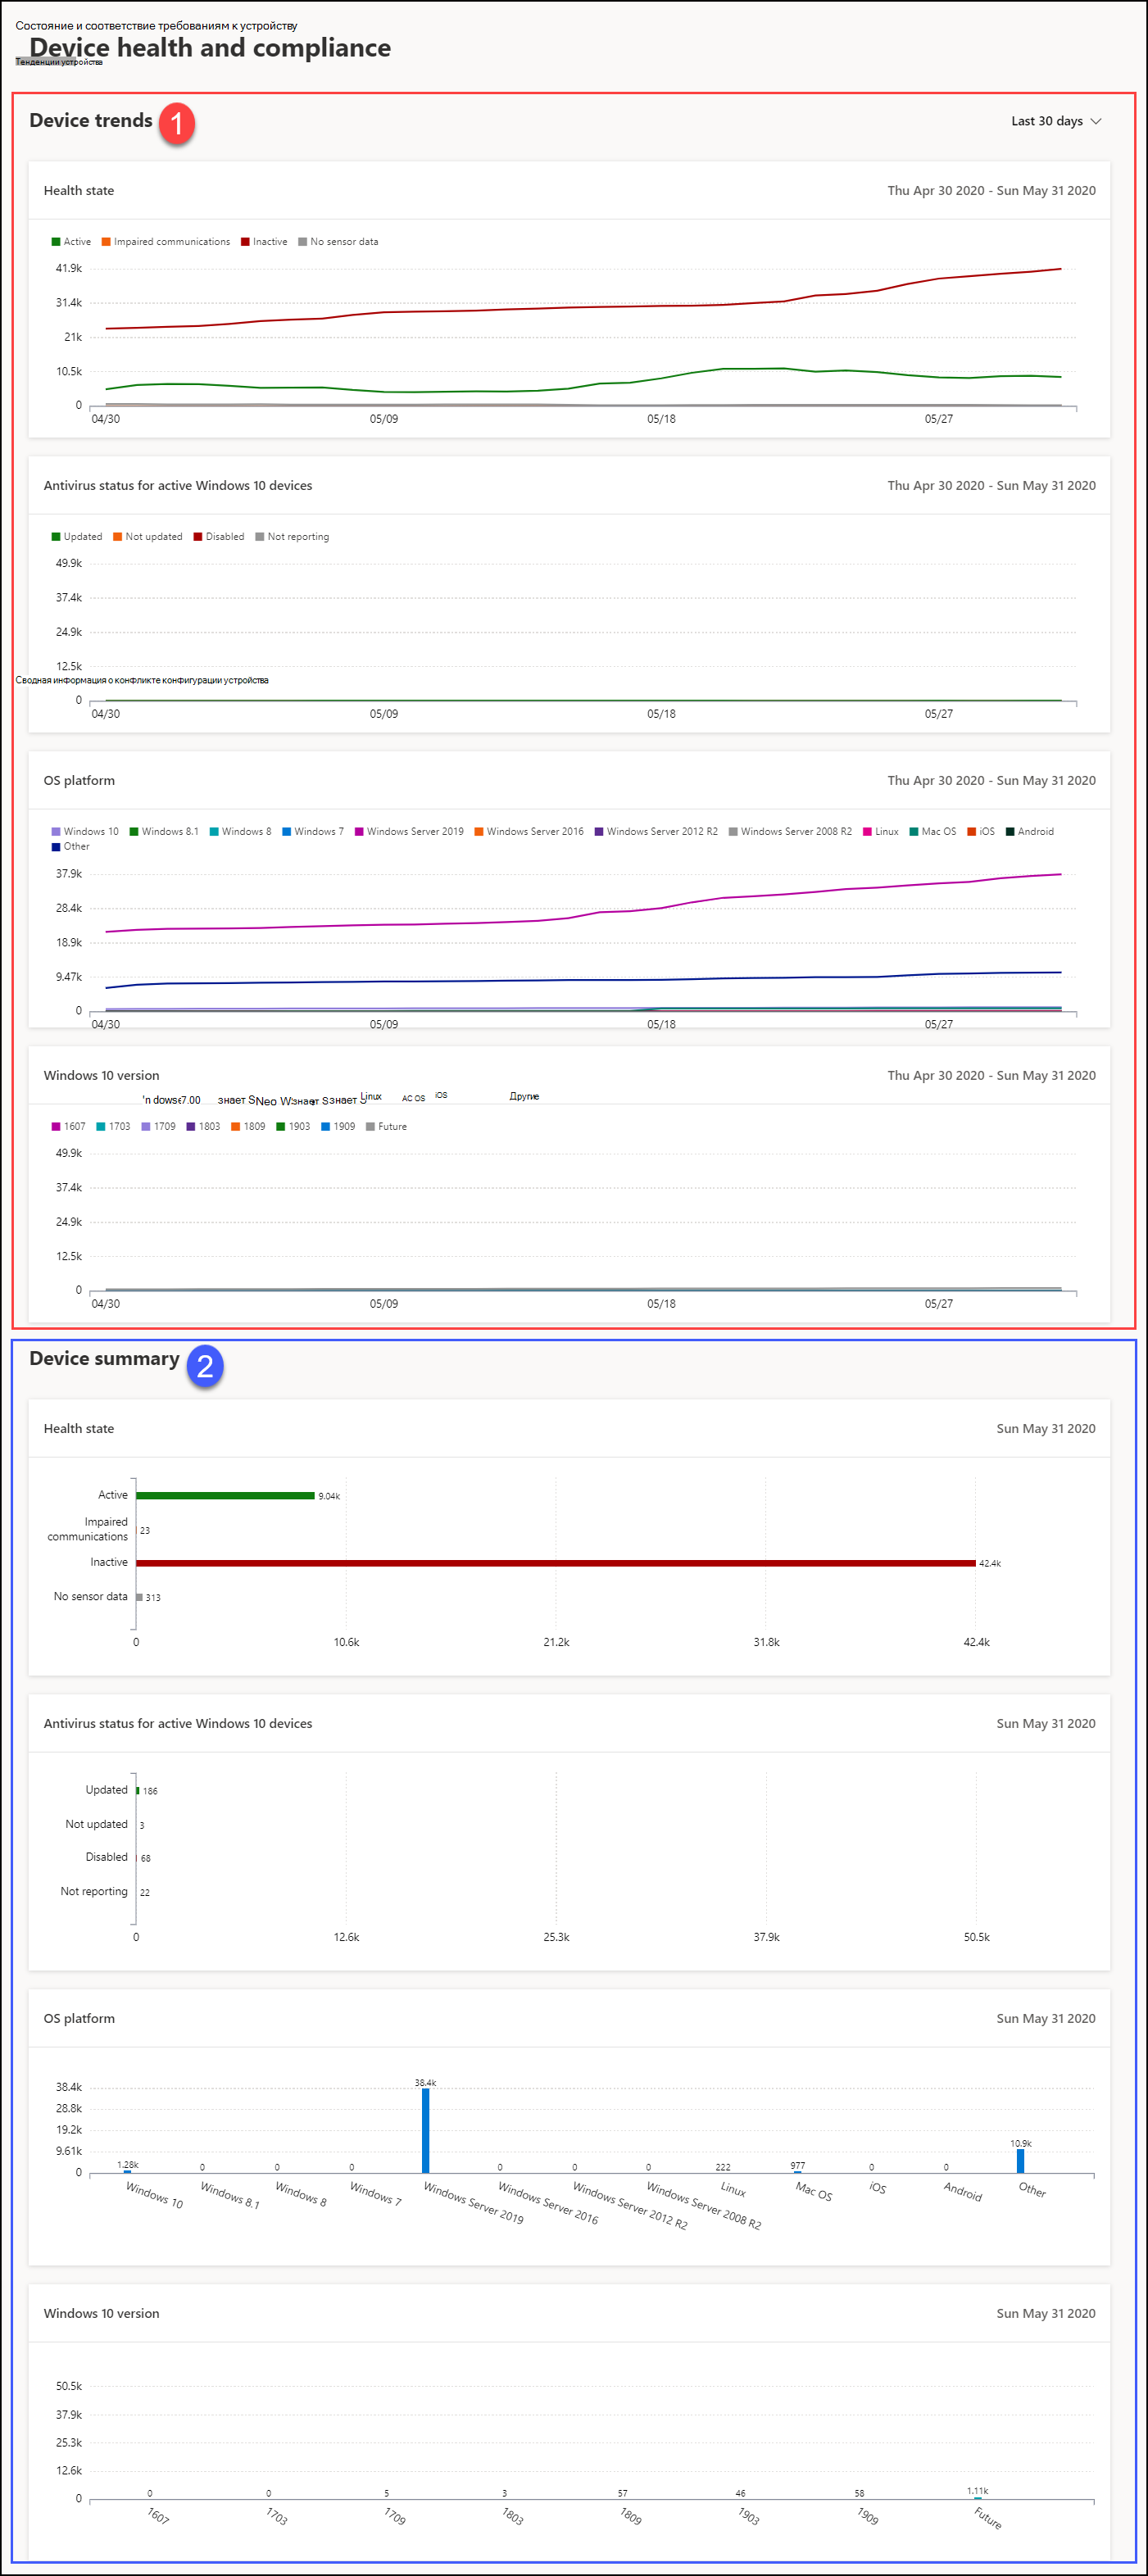 Состояние и соответствие требованиям к устройству
Device health and compliance
Тенденции устройства
Device trends 1 Last 30 days
Health state Thu Apr 30 2020 - Sun May 31 2020
Active Impaired communications Inactive No sensor data
41.9k
31.4k
21k
10.5k
0
04/30 05/09 05/18 05/27
Antivirus status for active Windows 10 devices Thu Apr 30 2020 - Sun May 31 2020
Updated Not updated Disabled Not reporting
49.9k
37.4k
24.9k
12.5k
Сводная информация о конфликте конфигурации устройства
0
04/30 05/09 05/18 05/27
OS platform Thu Apr 30 2020 - Sun May 31 2020
Windows 10 Windows 8.1 Windows 8 Windows 7 Windows Server 2019 Windows Server 2016 Windows Server 2012 R2 Windows Server 2008 R2 Linux Mac OS iOS Android
Other
37.9k
28.4k
18.9k
9.47k
0
04/30 05/09 05/18 05/27
Windows 10 version Thu Apr 30 2020 - Sun May 31 2020
знает Neo знает знает Linux AC OS iOS Другие
1607 1703 1709 1803 1809 1903 1909 Future
49.9k
37.4k
24.9k
12.5k
0
04/30 05/09 05/18 05/27
Device summary 2
Health state Sun May 31 2020
Active 9.04k
Impaired
communications 23
Inactive 42.4k
No sensor data 313
0 10.6k 21.2k 31.8k 42.4k
Antivirus status for active Windows 10 devices Sun May 31 2020
Updated 186
Not updated 3
Disabled 68
Not reporting 22
0 12.6k 25.3k 37.9k 50.5k
OS platform Sun May 31 2020
38.4k
38.4k
28.8k
19.2k
10.9k
9.61k
1.28k 0 0 0 0 0 0 222 977 0 0
0
Windows 10 Windows 8.1 Windows 8 Windows 7 Windows Server 2019 Windows Server 2016 Windows Server 2012 R2 Windows Server 2008 R2 Linux Mac OS iOS Android Other
Windows 10 version Sun May 31 2020
50.5k
37.9k
25.3k
12.6k
0 0 5 3 57 46 58 1.11k
0
1607 1703 1709 1803 1809 1903 1909 Future